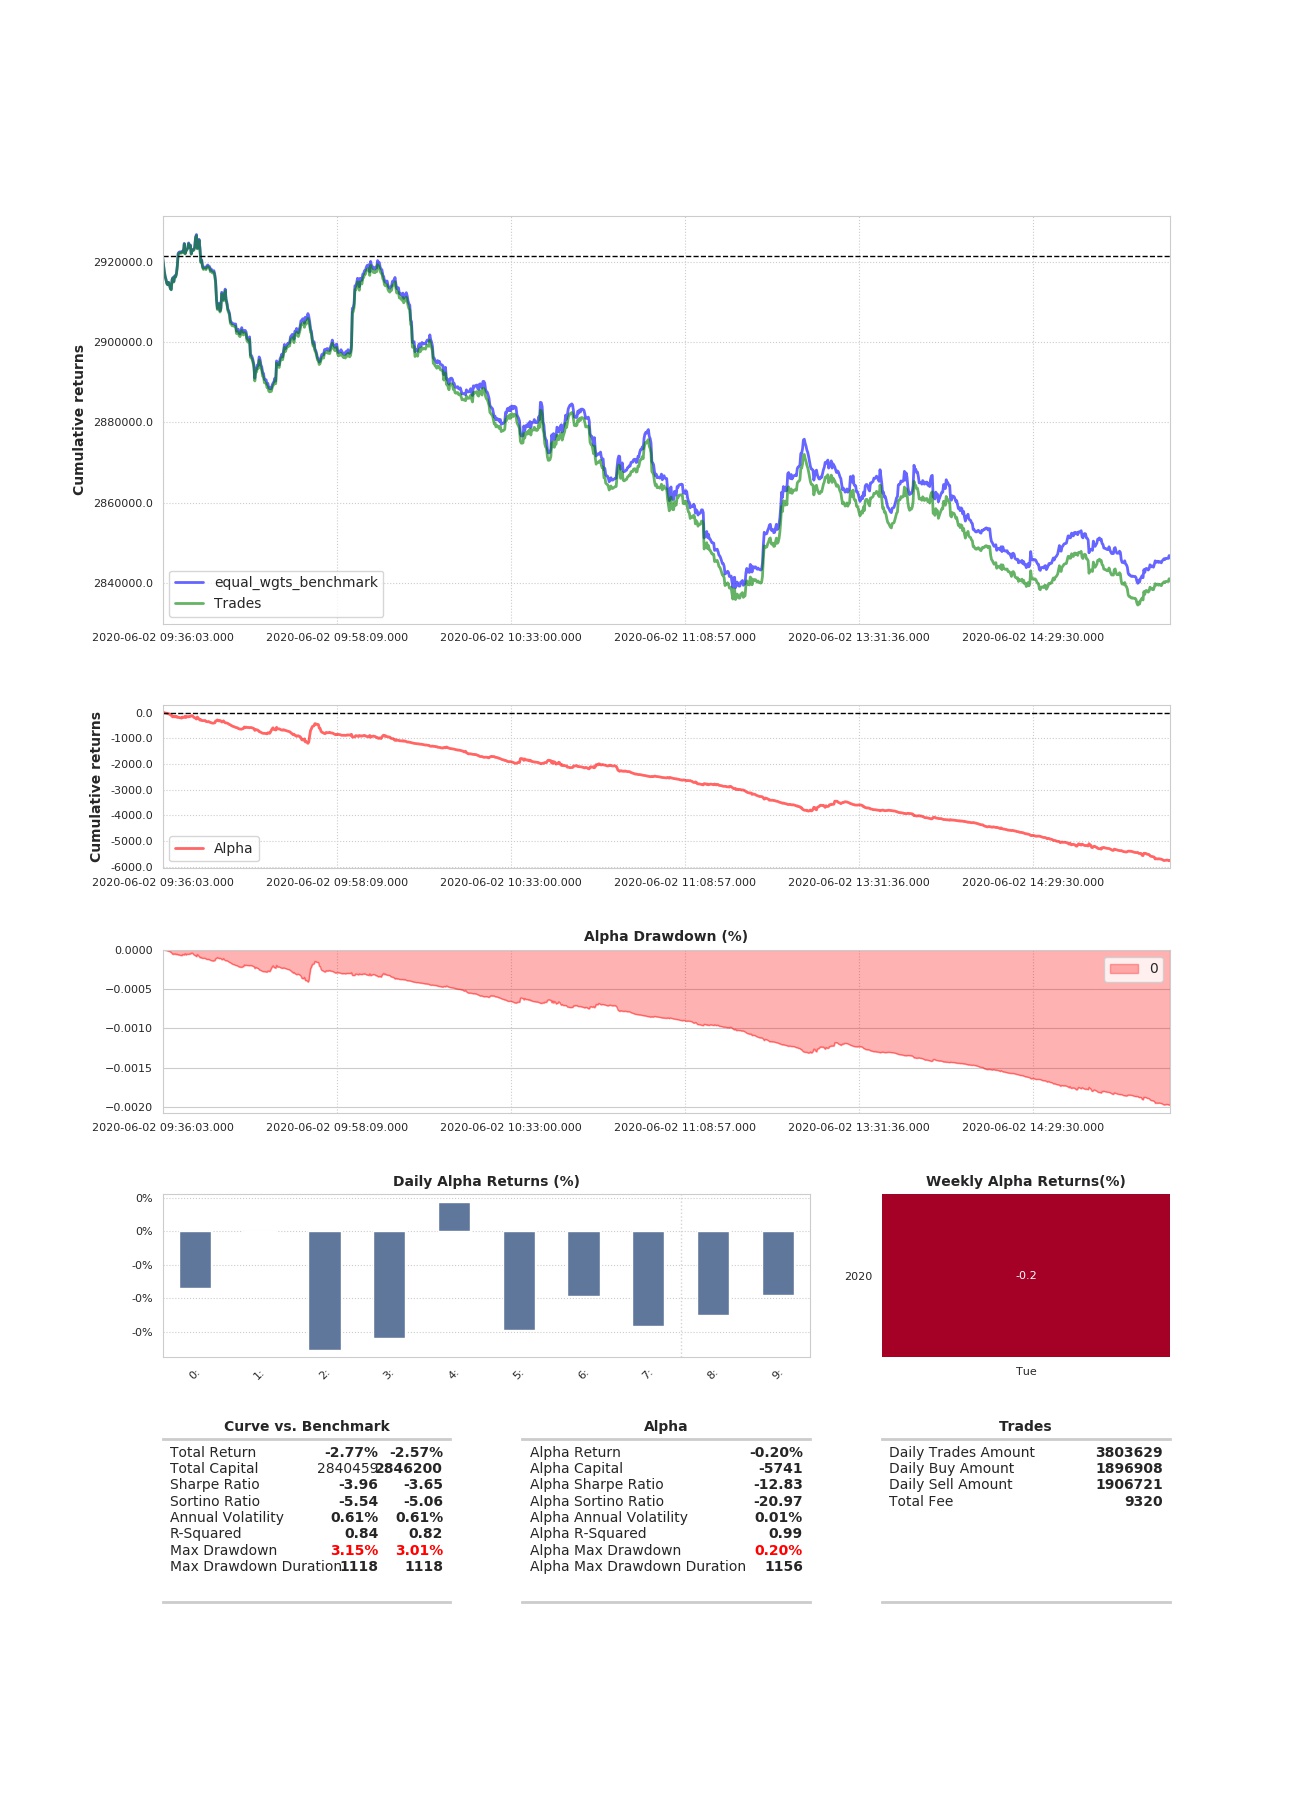 2920000.0
2900000.0
2880000.0
2860000.0
2840000.0
Cumulative returns
equal_wgts_benchmark
Trades
2020-06-02 09:36:03.000 2020-06-02 09:58:09.000 2020-06-02 10:33:00.000 2020-06-02 11:08:57.000 2020-06-02 13:31:36.000 2020-06-02 14:29:30.000
0.0
-1000.0
-2000.0
-3000.0
-4000.0
-5000.0
-6000.0
Cumulative returns
Alpha
2020-06-02 09:36:03.000 2020-06-02 09:58:09.000 2020-06-02 10:33:00.000 2020-06-02 11:08:57.000 2020-06-02 13:31:36.000 2020-06-02 14:29:30.000
Alpha Drawdown (%)
0.0000
−0.0005
−0.0010
−0.0015
−0.0020
0
2020-06-02 09:36:03.000 2020-06-02 09:58:09.000 2020-06-02 10:33:00.000 2020-06-02 11:08:57.000 2020-06-02 13:31:36.000 2020-06-02 14:29:30.000
Daily Alpha Returns (%)
0%
0%
-0%
-0%
-0%
0: 1: 2: 3: 4: 5: 6: 7: 8: 9:
Weekly Alpha Returns(%)
2020
-0.2
Tue
Curve vs. Benchmark
Total Return -2.77% -2.57%
Total Capital 2840459 2846200
Sharpe Ratio -3.96 -3.65
Sortino Ratio -5.54 -5.06
Annual Volatility 0.61% 0.61%
R-Squared 0.84 0.82
Max Drawdown 3.15% 3.01%
Max Drawdown Duration 1118 1118
Alpha
Alpha Return -0.20%
Alpha Capital -5741
Alpha Sharpe Ratio -12.83
Alpha Sortino Ratio -20.97
Alpha Annual Volatility 0.01%
Alpha R-Squared 0.99
Alpha Max Drawdown 0.20%
Alpha Max Drawdown Duration 1156
Trades
Daily Trades Amount 3803629
Daily Buy Amount 1896908
Daily Sell Amount 1906721
Total Fee 9320